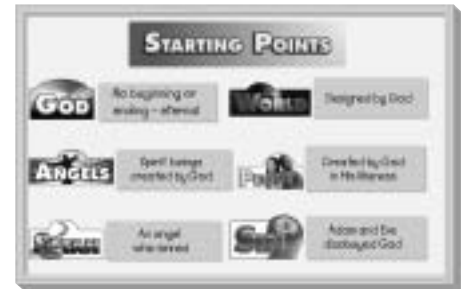 STARTING POINTS
GOD
No beginning or
ending – eternal
WORLD
Designed by God
ANGELS
Spirit beings
created by God
PEOPLE
Created by God
in His likeness
An angel
who sinned
SIN
Adam and Eve
disobeyed God